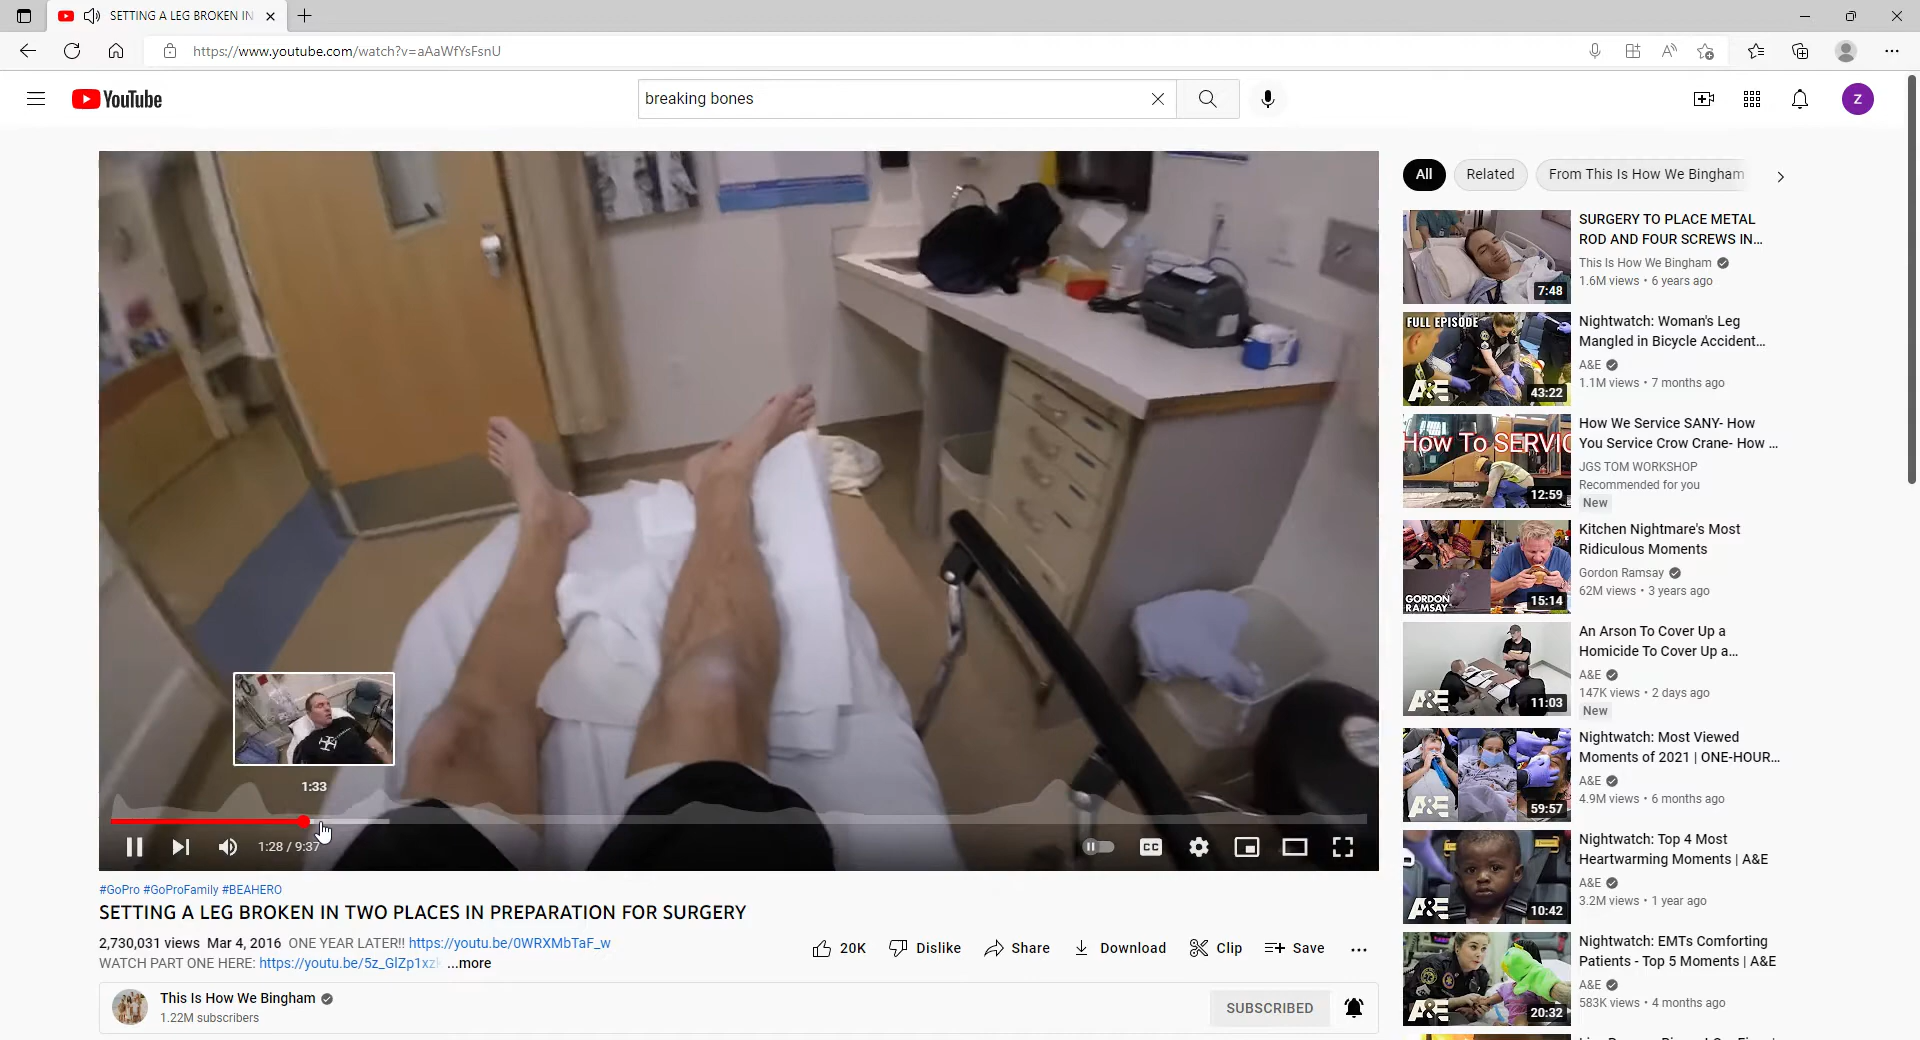 SETTING A LEG BROKEN IN
https://www.youtube.com/watch?v=aAaWfYsFsnU
YouTube
breaking bones
Z
1:33
1:28 / 9:37
CC
#GoPro #GoProFamily #BEAHERO
SETTING A LEG BROKEN IN TWO PLACES IN PREPARATION FOR SURGERY
2,730,031 views Mar 4, 2016 ONE YEAR LATER!! https://youtu.be/0WRXMbTaF_w
WATCH PART ONE HERE: https://youtu.be/5z_GlZp1xzk ...more
20K Dislike Share Download Clip Save
This Is How We Bingham
1.22M subscribers
SUBSCRIBED
All Related From This Is How We Bingham
7:48
SURGERY TO PLACE METAL
ROD AND FOUR SCREWS IN...
This Is How We Bingham
1.6M views • 6 years ago
FULL EPISODE
A&E
43:22
Nightwatch: Woman's Leg
Mangled in Bicycle Accident...
A&E
1.1M views • 7 months ago
How To SERVIC
12:59
How We Service SANY- How
You Service Crow Crane- How ...
JGS TOM WORKSHOP
Recommended for you
New
GORDON
RAMSAY
15:14
Kitchen Nightmare's Most
Ridiculous Moments
Gordon Ramsay
62M views • 3 years ago
A&E
11:03
An Arson To Cover Up a
Homicide To Cover Up a...
A&E
147K views • 2 days ago
New
A&E
59:57
Nightwatch: Most Viewed
Moments of 2021 | ONE-HOUR...
A&E
4.9M views • 6 months ago
A&E
10:42
Nightwatch: Top 4 Most
Heartwarming Moments | A&E
A&E
3.2M views • 1 year ago
A&E
20:32
Nightwatch: EMTs Comforting
Patients - Top 5 Moments | A&E
A&E
583K views • 4 months ago